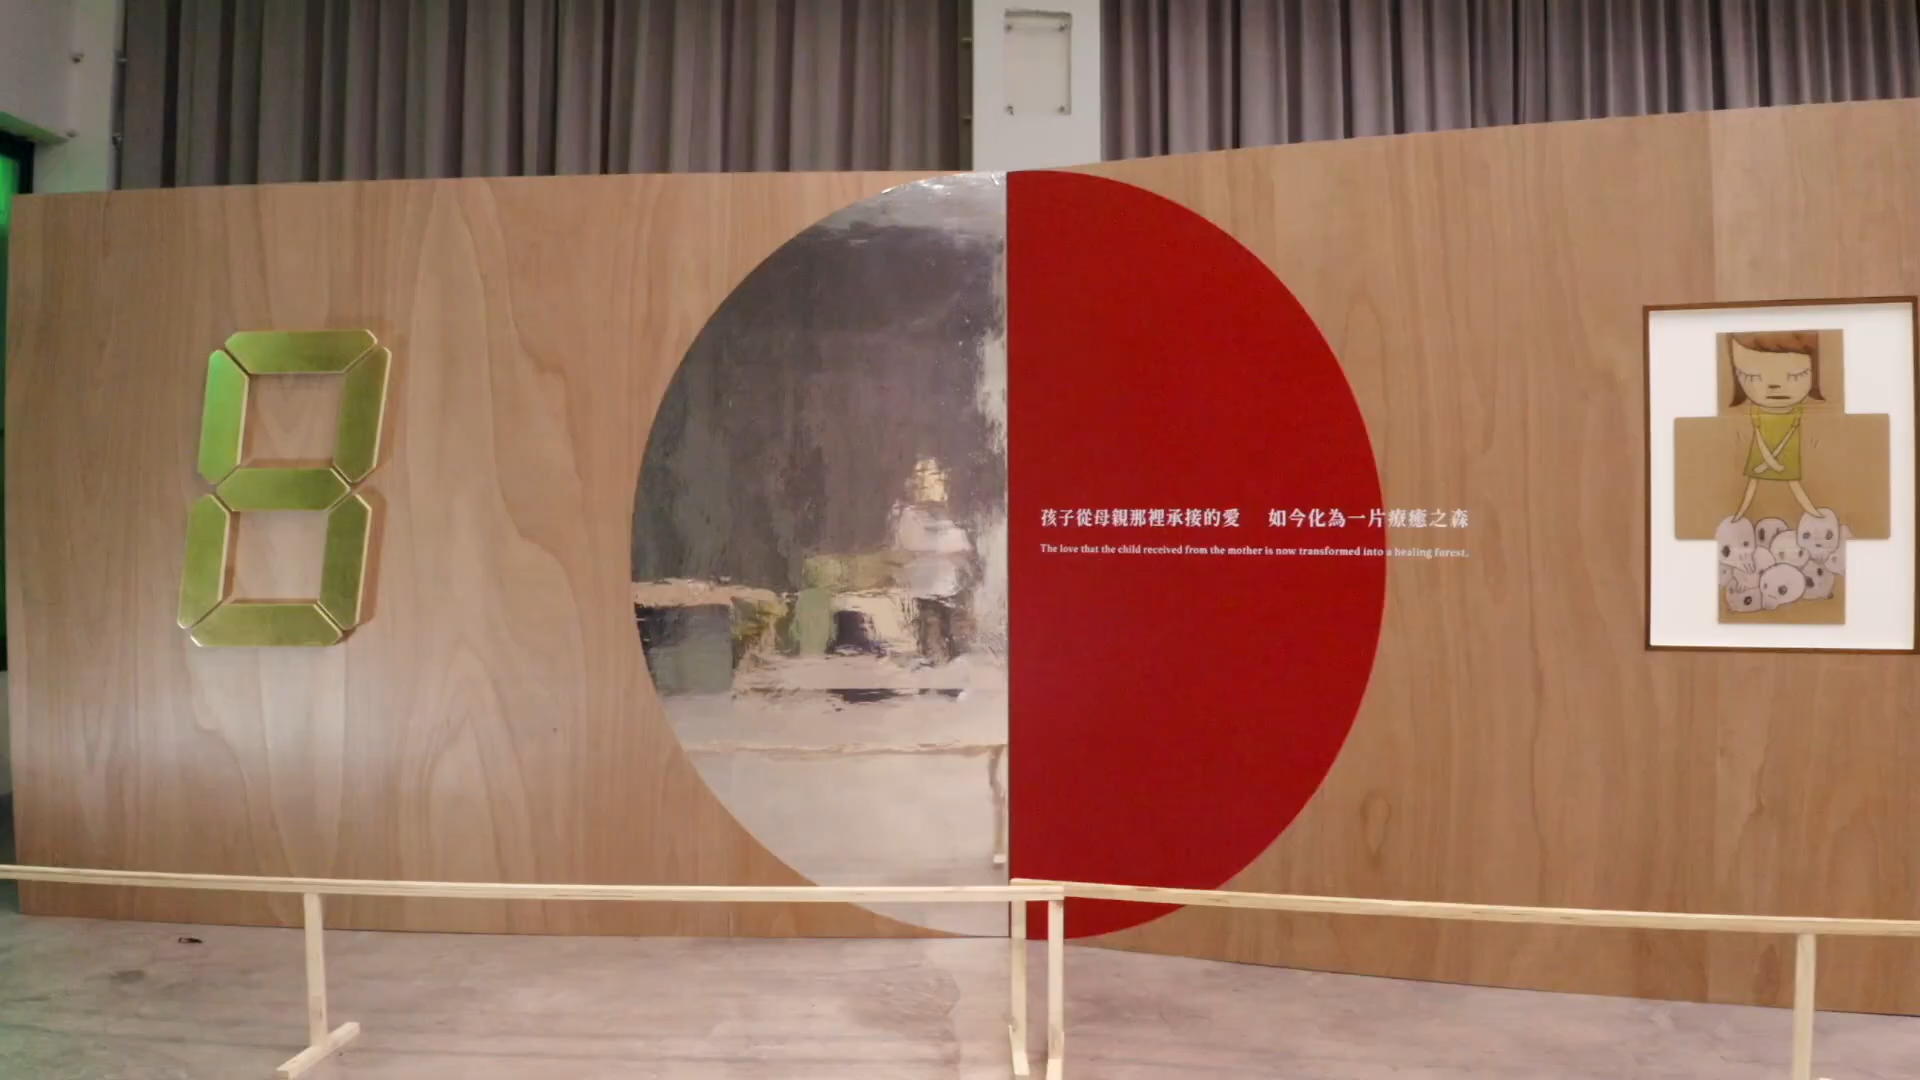 8
孩子從母親那裡承接的愛 如今化為一片療癒之森
The love that the child received from the mother is now transformed into a healing forest.